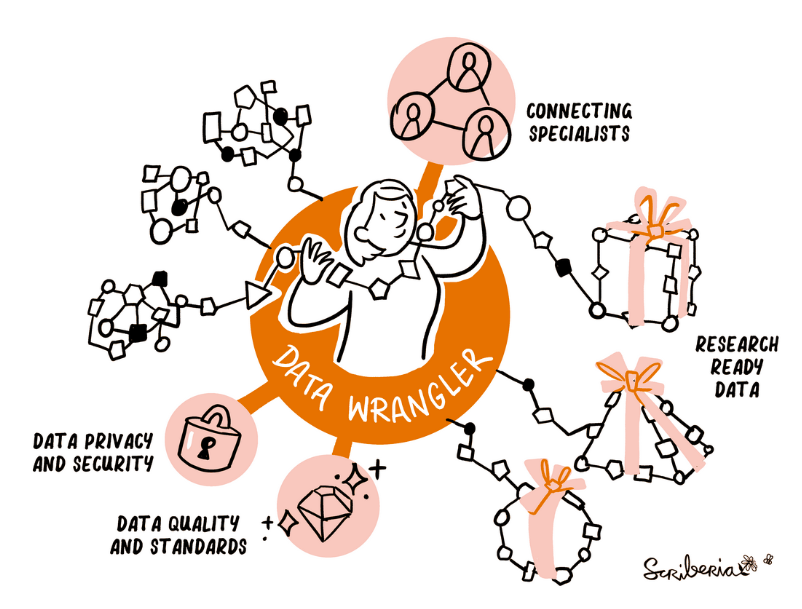 CONNECTING
SPECIALISTS
RESEARCH
READY
DATA
DATA WRANGLER
DATA PRIVACY
AND SECURITY
DATA QUALITY
AND STANDARDS
Scriberia